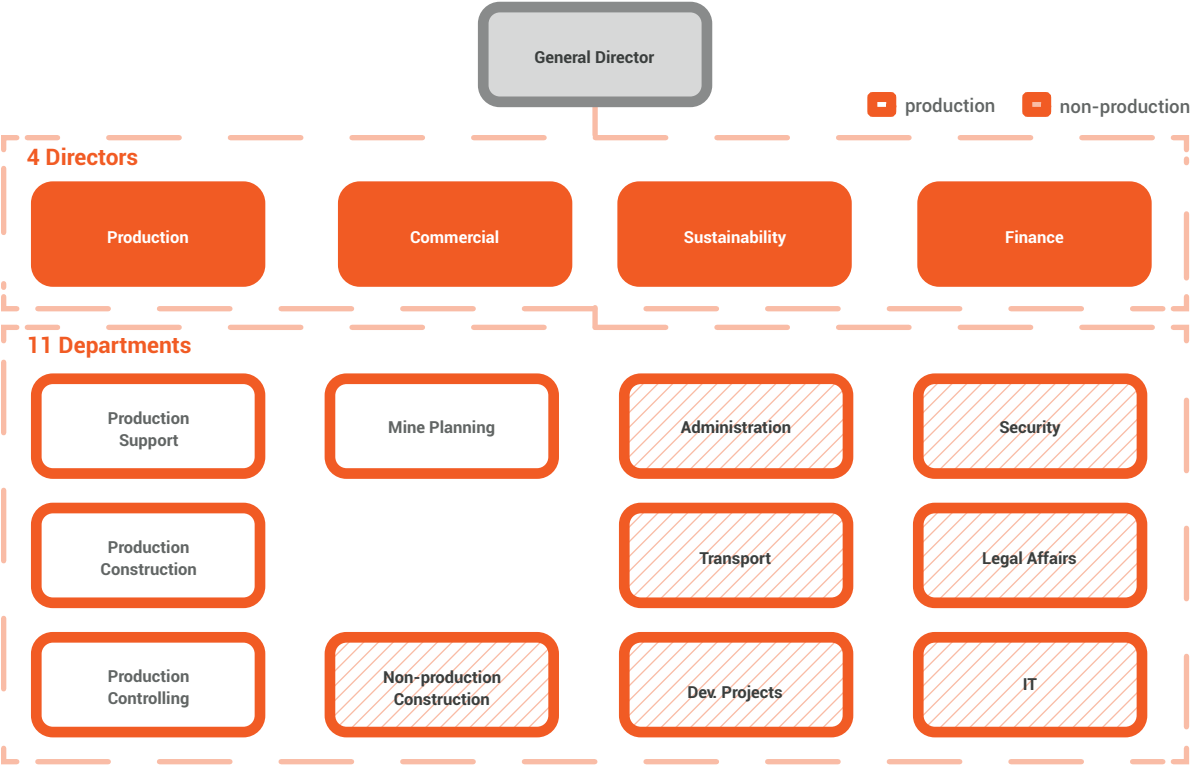 General Director
production
non-production
4 Directors
Production
Commercial
Sustainability
Finance
11 Departments
Production
Support
Mine Planning
Administration
Security
Production
Construction
Transport
Legal Affairs
Production
Controlling
Non-production
Construction
Dev. Projects
IT